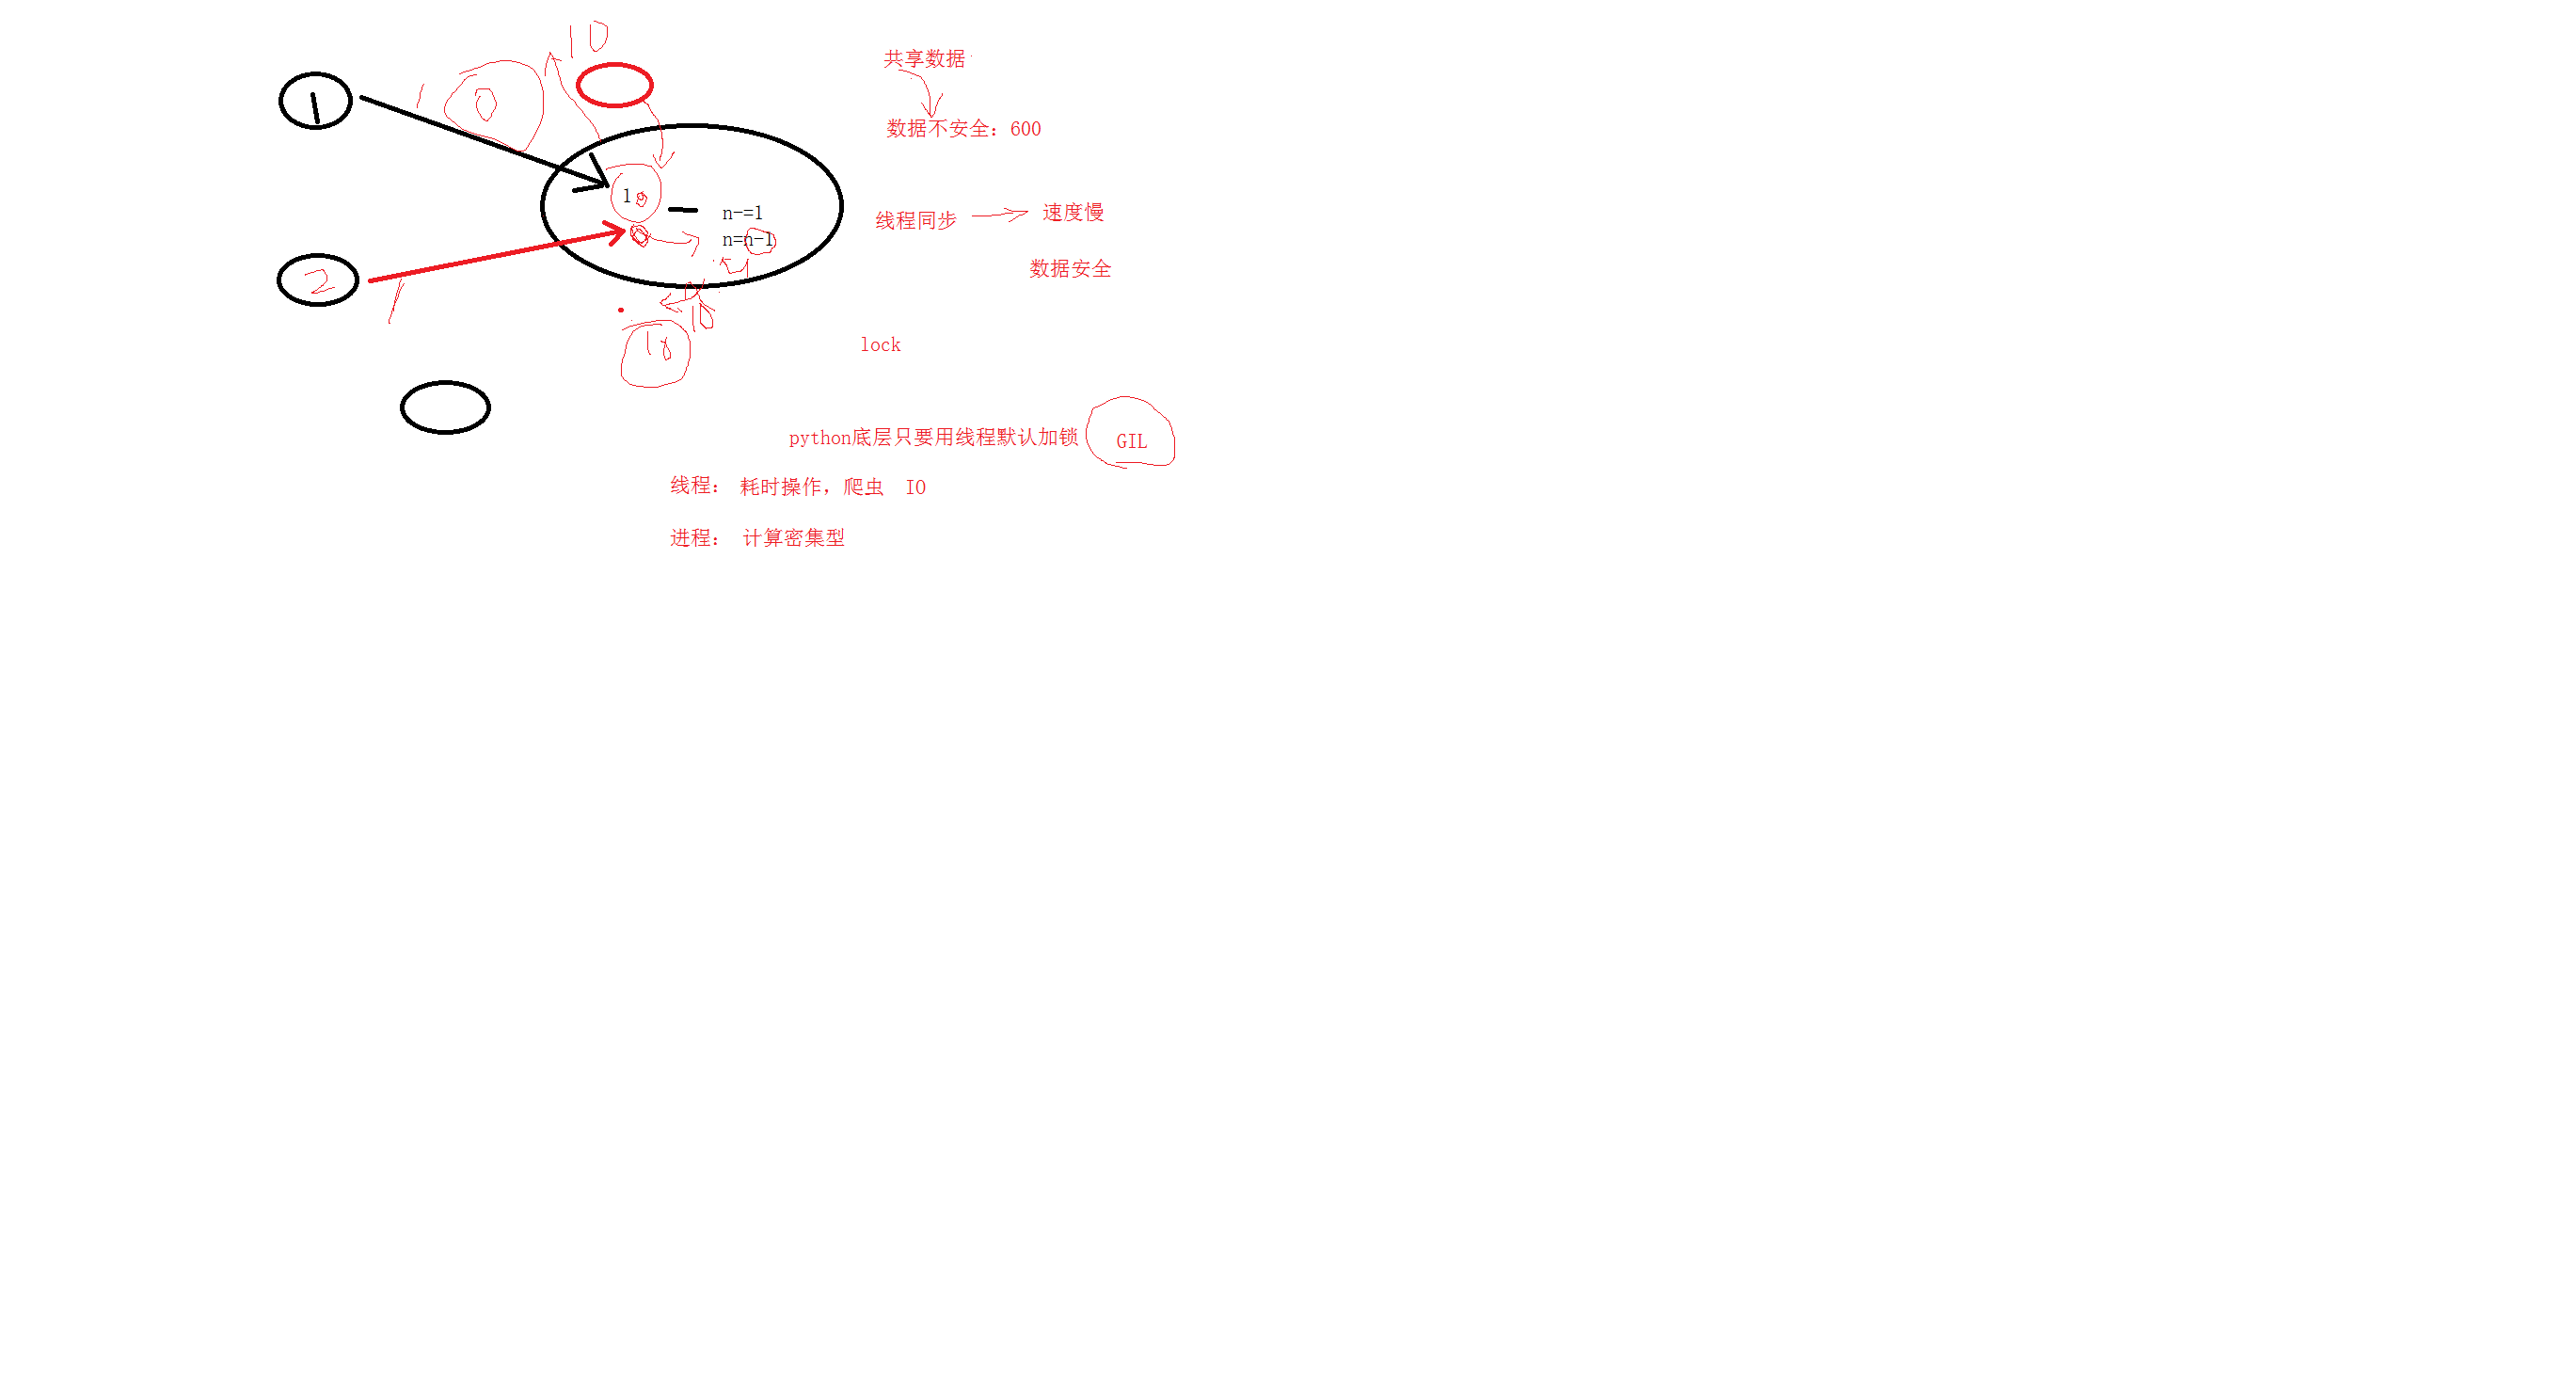 10
共享数据
1
0
1
数据不安全: 600
1
n-=1
线程同步
速度慢
n=n-1
2
数据安全
1
10
lock
python底层只要用线程默认加锁
GIL
线程: 耗时操作，爬虫 IO
进程: 计算密集型